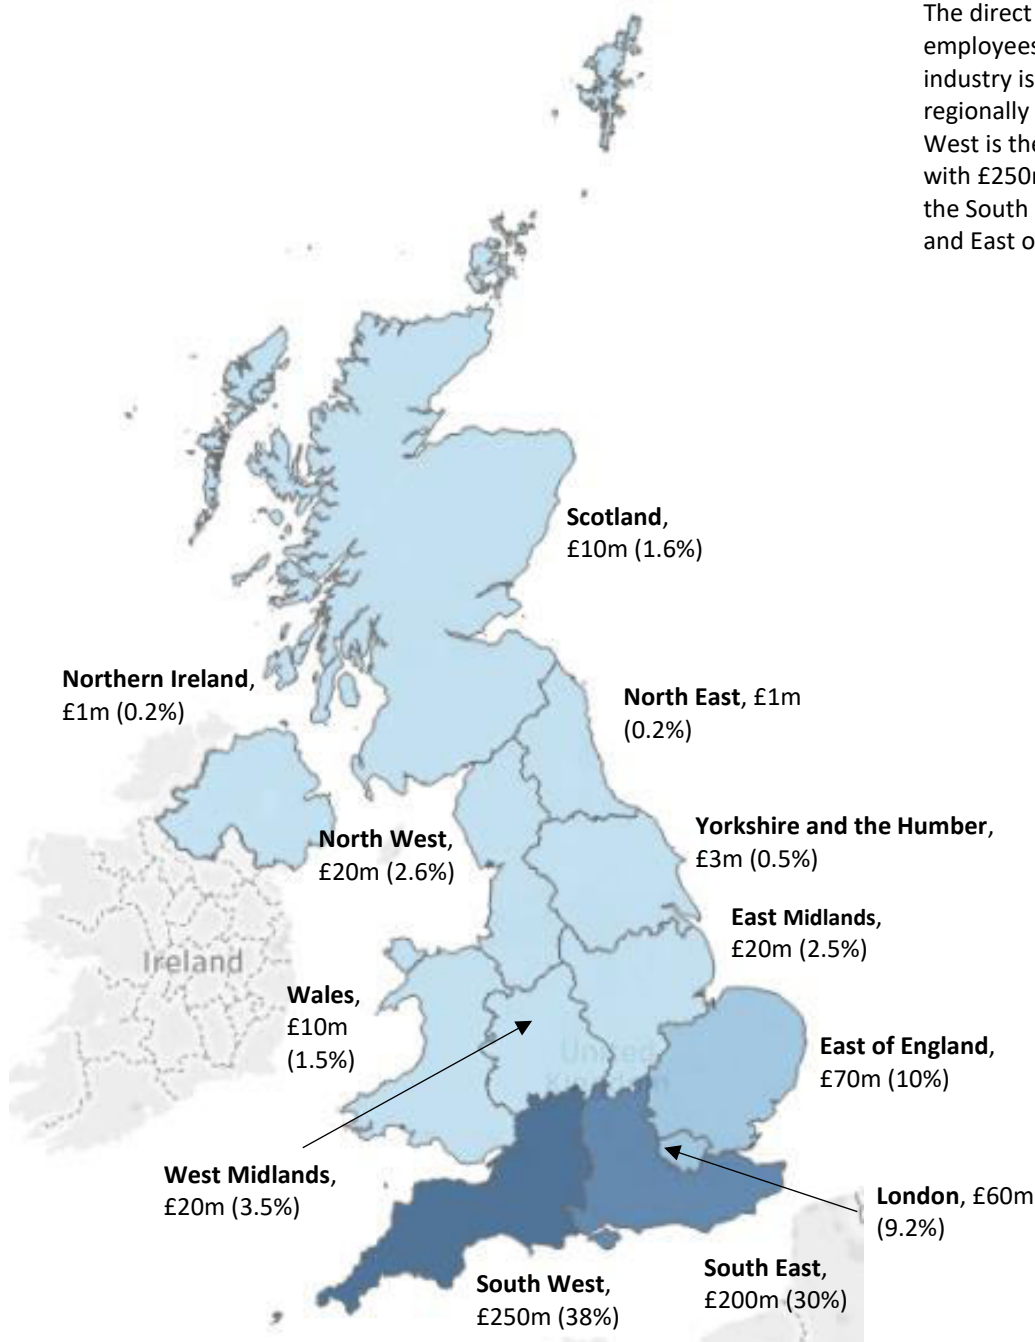 The direct
employees
industry is
regionally
West is the
with £250m
the South
and East o
Scotland,
£10m (1.6%)
Northern Ireland,
£1m (0.2%)
North East, £1m
(0.2%)
North West,
£20m (2.6%)
Yorkshire and the Humber,
£3m (0.5%)
East Midlands,
£20m (2.5%)
Ireland
Wales,
£10m
(1.5%)
United
Kingdom
East of England,
£70m (10%)
West Midlands,
£20m (3.5%)
London, £60m
(9.2%)
South West,
£250m (38%)
South East,
£200m (30%)